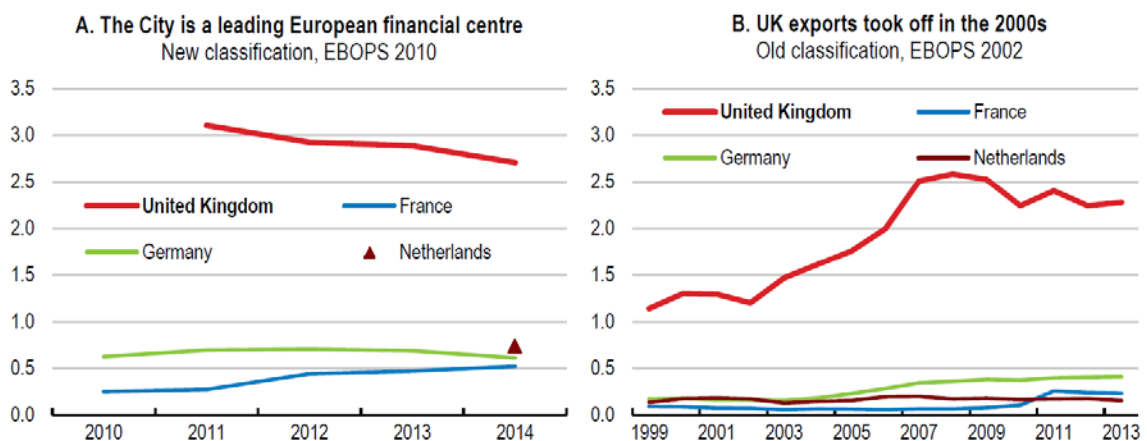 A. The City is a leading European financial centre
New classification, EBOPS 2010
3.5
3.0
2.5
2.0
1.5
1.0
0.5
0.0
United Kingdom
France
Germany
Netherlands
2010
2011
2012
2013
2014
B. UK exports took off in the 2000s
Old classification, EBOPS 2002
3.5
3.0
2.5
2.0
1.5
1.0
0.5
0.0
United Kingdom
France
Germany
Netherlands
1999
2001
2003
2005
2007
2009
2011
2013